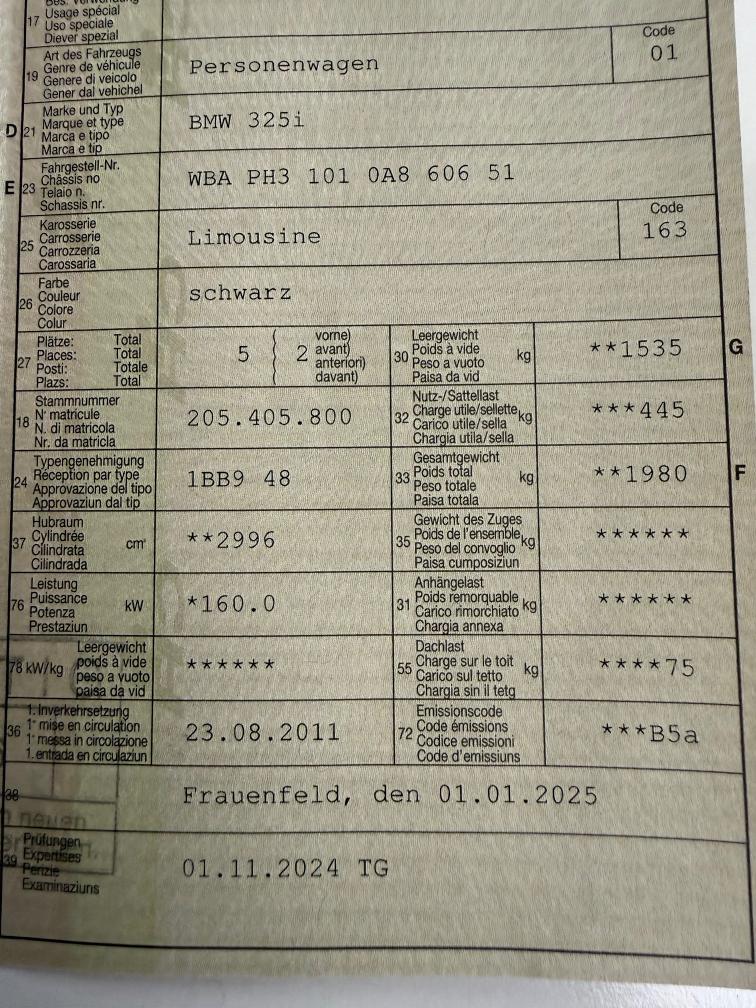 Bes. Verwendung
17 Usage spécial
Uso speciale
Diever spezial
19 Art des Fahrzeugs
Genre de véhicule
Genere di veicolo
Gener dal vehichel
Personenwagen
Code
01
D 21 Marke und Typ
Marque et type
Marca e tipo
Marca e tip
BMW 325i
E 23 Fahrgestell-Nr.
Châssis no
Telaio n.
Schassis nr.
WBA PH3 101 0A8 606 51
25 Karosserie
Carrosserie
Carrozzeria
Carossaria
Limousine
Code
163
26 Farbe
Couleur
Colore
Colur
schwarz
27 Plätze: Total
Places: Total
Posti: Totale
Plazs: Total
5 ( 2 vorne)
avant)
anteriori)
davant)
30 Leergewicht
Poids à vide kg
Peso a vuoto
Paisa da vid
**1535
G
18 Stammnummer
N° matricule
N. di matricola
Nr. da matricla
205.405.800
32 Nutz-/Sattellast
Charge utile/sellette kg
Carico utile/sella
Chargia utila/sella
***445
24 Typengenehmigung
Réception par type
Approvazione del tipo
Approvaziun dal tip
1BB9 48
33 Gesamtgewicht
Poids total kg
Peso totale
Paisa totala
**1980
F
37 Hubraum
Cylindrée cm³
Cilindrata
Cilindrada
**2996
35 Gewicht des Zuges
Poids de l'ensemble kg
Peso del convoglio
Paisa cumposiziun
******
76 Leistung
Puissance kW
Potenza
Prestaziun
*160.0
31 Anhängelast
Poids remorquable kg
Carico rimorchiato
Chargia annexa
******
78 kW/kg Leergewicht
poids à vide
peso a vuoto
paisa da vid
******
55 Dachlast
Charge sur le toit kg
Carico sul tetto
Chargia sin il tetg
****75
36 1. Inverkehrsetzung
1re mise en circulation
1a messa in circolazione
1. entrada en circulaziun
23.08.2011
72 Emissionscode
Code émissions
Codice emissioni
Code d'emissiuns
***B5a
38
Frauenfeld, den 01.01.2025
neuen
39 Prüfungen
Expertises
Perizie
Examinaziuns
01.11.2024 TG